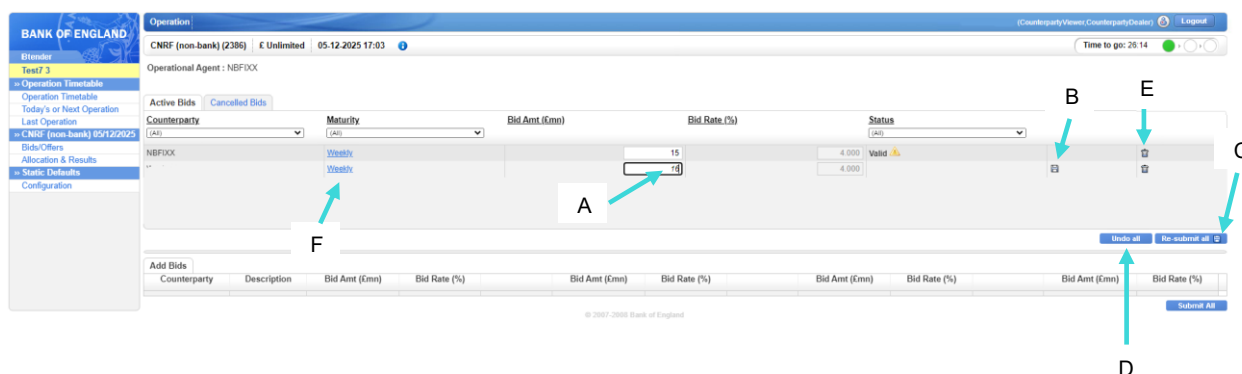 BANK OF ENGLAND
Operation
(CounterpartyViewer,CounterpartyDealer) Logout
CNRF (non-bank) (2386) £ Unlimited 05-12-2025 17:03
Time to go: 26:14
Btender
Test7 3
Operational Agent : NBFIXX
» Operation Timetable
Operation Timetable
Today's or Next Operation
Last Operation
» CNRF (non-bank) 05/12/2025
Bids/Offers
Allocation & Results
» Static Defaults
Configuration
Active Bids Cancelled Bids
Counterparty Maturity Bid Amt (£mn) Bid Rate (%) Status
(All) (All) (All)
NBFIXX Weekly 15 4.000 Valid
Weekly 4.000
A
B
E
C
F
Undo all Re-submit all
Add Bids
Counterparty Description Bid Amt (£mn) Bid Rate (%) Bid Amt (£mn) Bid Rate (%) Bid Amt (£mn) Bid Rate (%) Bid Amt (£mn) Bid Rate (%)
Submit All
© 2007-2008 Bank of England
D